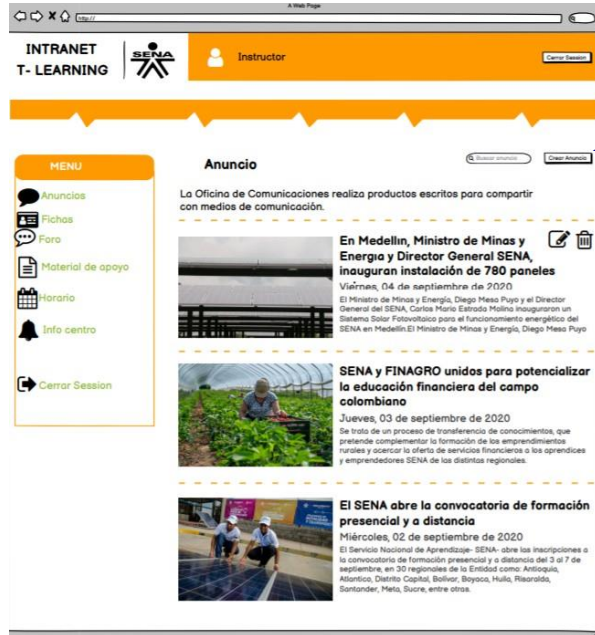 A Web Page
http://
INTRANET
T- LEARNING
SENA
Instructor
Cerrar Session
MENU
Anuncios
Fichas
Foro
Material de apoyo
Horario
Info centro
Cerrar Session
Anuncio
Buscar anuncio
Crear Anuncio
La Oficina de Comunicaciones realiza productos escritos para compartir
con medios de comunicación.
En Medellın, Ministro de Minas y
Energıa y Director General SENA,
inauguran instalación de 780 paneles
Viernes, 04 de septiembre de 2020
El Ministro de Minas y Energía, Diego Mesa Puyo y el Director
General del SENA, Carlos Mario Estrada Molina inauguraron un
Sistema Solar Fotovoltaico para el funcionamiento energético del
SENA en Medellín.El Ministro de Minas y Energía, Diego Mesa Puyo
SENA y FINAGRO unidos para potencializar
la educación financiera del campo
colombiano
Jueves, 03 de septiembre de 2020
Se trata de un proceso de transferencia de conocimientos, que
pretende complementar la formación de los emprendimientos
rurales y acercar la oferta de servicios financieros a los aprendices
y emprendedores SENA de las distintas regionales.
El SENA abre la convocatoria de formación
presencial y a distancia
Miércoles, 02 de septiembre de 2020
El Servicio Nacional de Aprendizaje- SENA- abre las inscripciones a
la convocatoria de formación presencial y a distancia del 3 al 7 de
septiembre, en 30 regionales de la Entidad como: Antioquia,
Atlantico, Distrito Capital, Bolivar, Boyaca, Huila, Risaralda,
Santander, Meta, Sucre, entre otras.